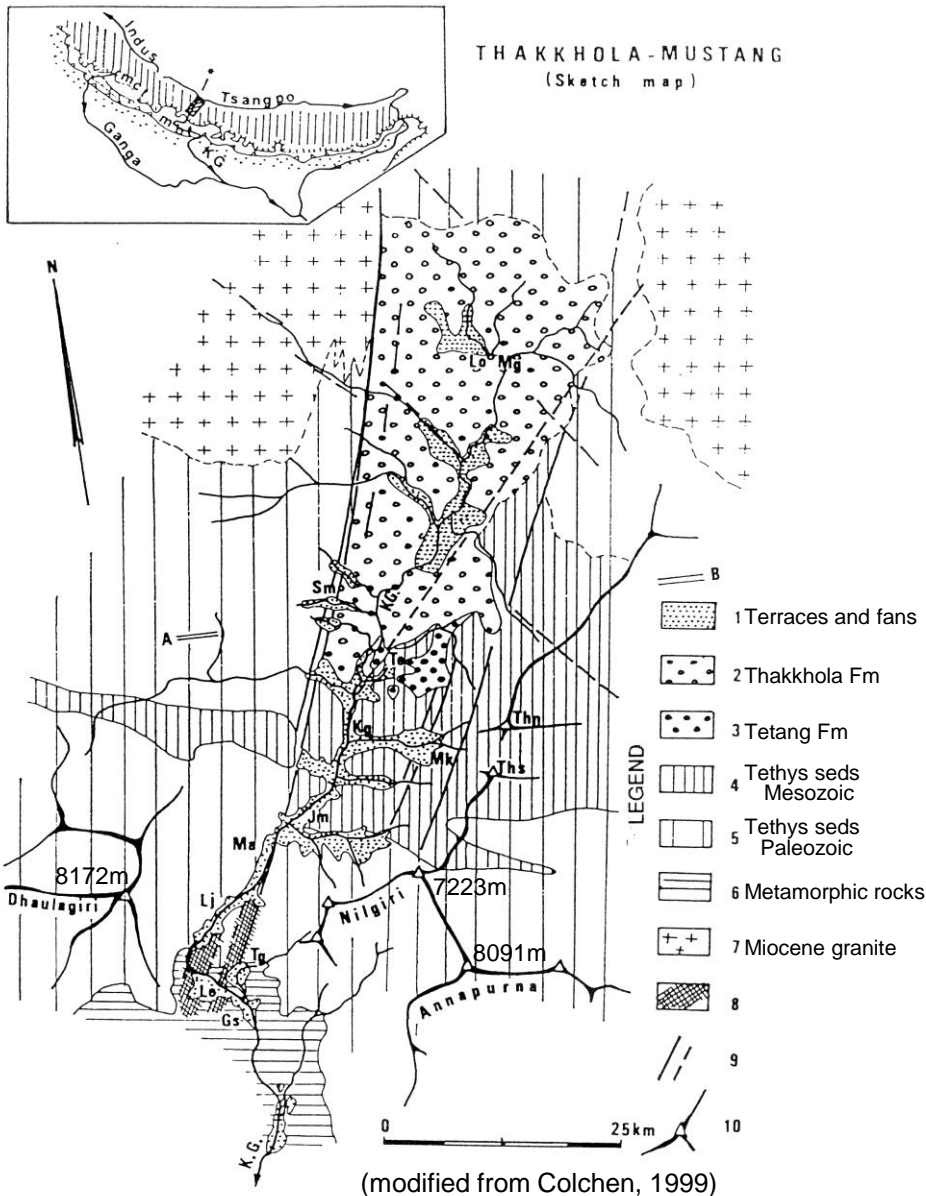 THAKKHOLA-MUSTANG
(Sketch map)
Indus
*
Tsangpo
mc
mb
KG
Ganga
N
Lo Mg
KG
Sm
B
A
Te
Kg
Mk
Thn
Ths
Jm
Ma
8172m
Dhaulagiri
Lj
Nilgiri
7223m
Tg
8091m
Annapurna
Le
Gs
K.G.
LEGEND
1 Terraces and fans
2 Thakkhola Fm
3 Tetang Fm
4 Tethys seds
Mesozoic
5 Tethys seds
Paleozoic
6 Metamorphic rocks
7 Miocene granite
8
9
10
0 25km
(modified from Colchen, 1999)